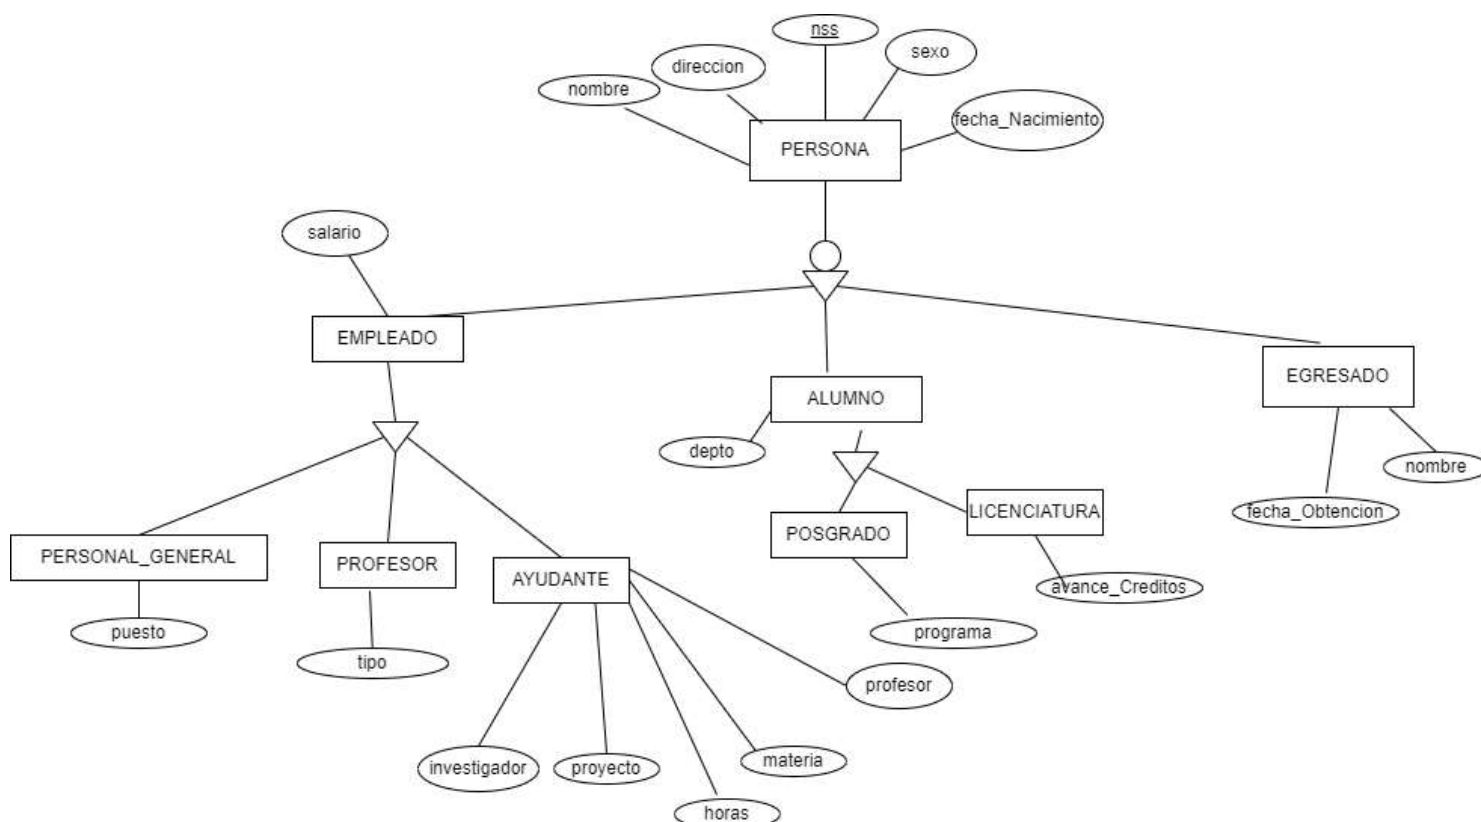 nss
sexo
direccion
nombre
fecha_Nacimiento
PERSONA
salario
EMPLEADO
EGRESADO
ALUMNO
depto
nombre
fecha_Obtencion
LICENCIATURA
POSGRADO
PERSONAL_GENERAL
PROFESOR
AYUDANTE
avance_Creditos
puesto
programa
tipo
profesor
investigador
proyecto
materia
horas